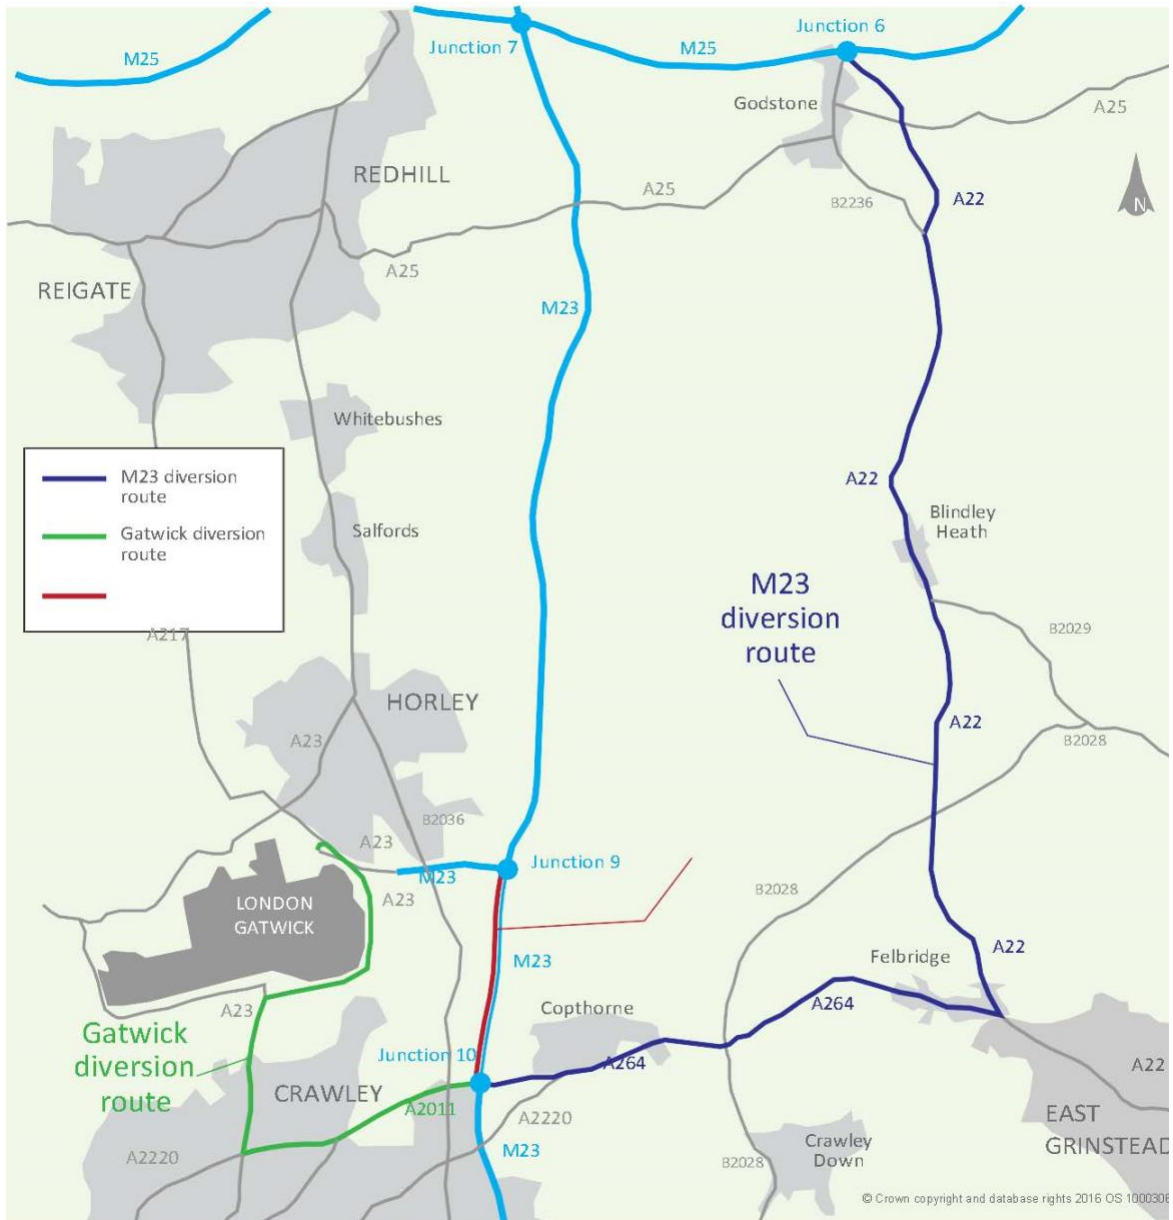 Junction 6
Junction 7
M25
M25
Godstone
A25
REDHILL
A25
B2236
A22
N
A25
REIGATE
M23
Whitebushes
M23 diversion
route
Gatwick diversion
route
A22
Blindley
Heath
Salfords
M23
diversion
route
B2029
A217
HORLEY
A23
A22
B2028
B2036
A23
Junction 9
M23
A23
B2028
LONDON
GATWICK
M23
Felbridge
A22
A23
Copthorne
A264
Gatwick
diversion
route
Junction 10
A264
CRAWLEY
A2011
A2220
A22
EAST
GRINSTEAD
A2220
M23
B2028
Crawley
Down
© Crown copyright and database rights 2016 OS 1000306